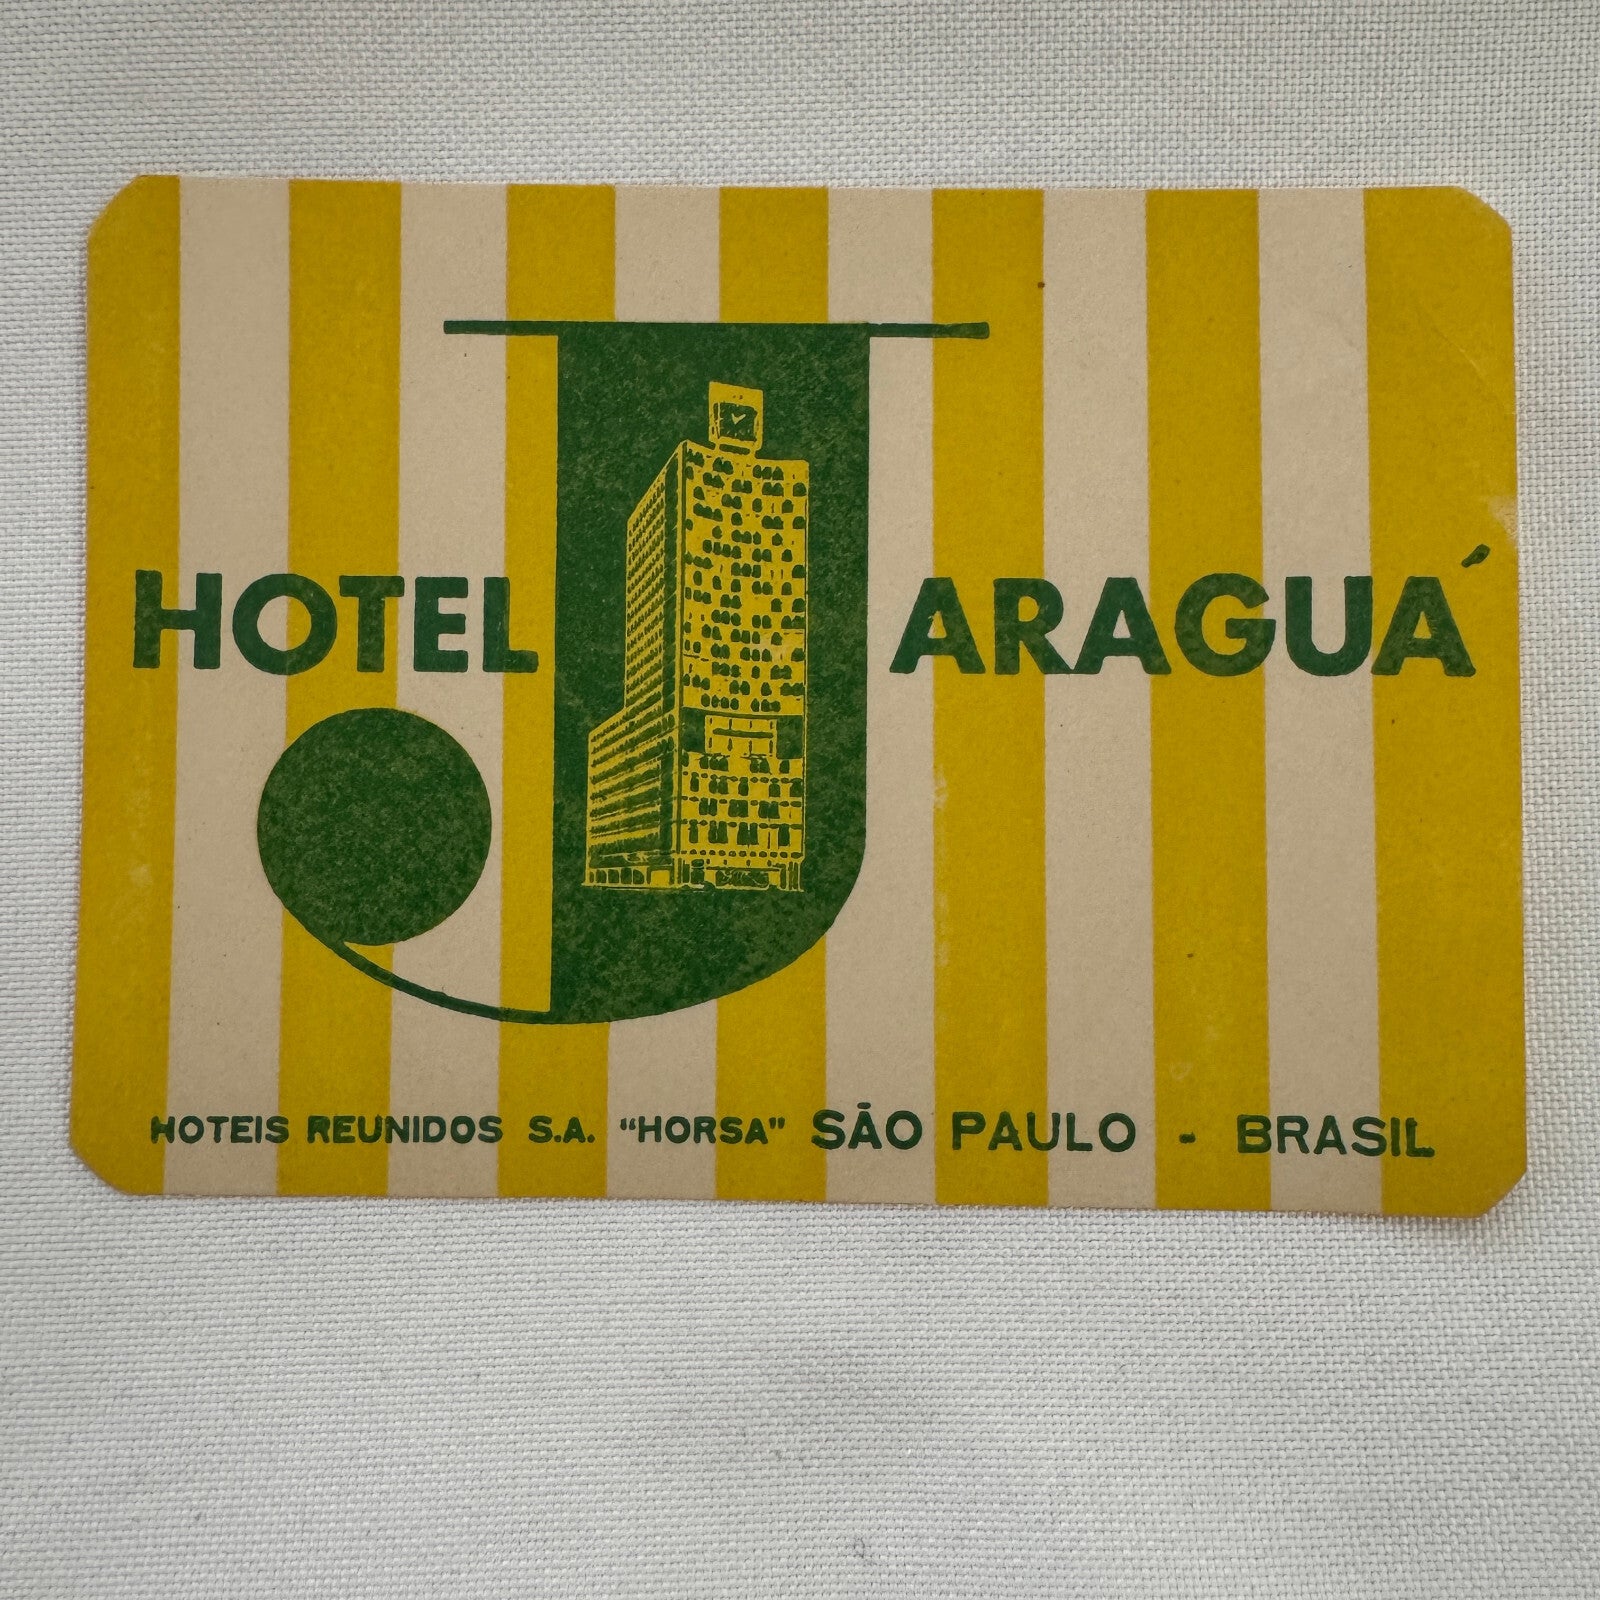 HOTEL JARAGUÁ
HOTEIS REUNIDOS S.A. "HORSA" SÃO PAULO - BRASIL